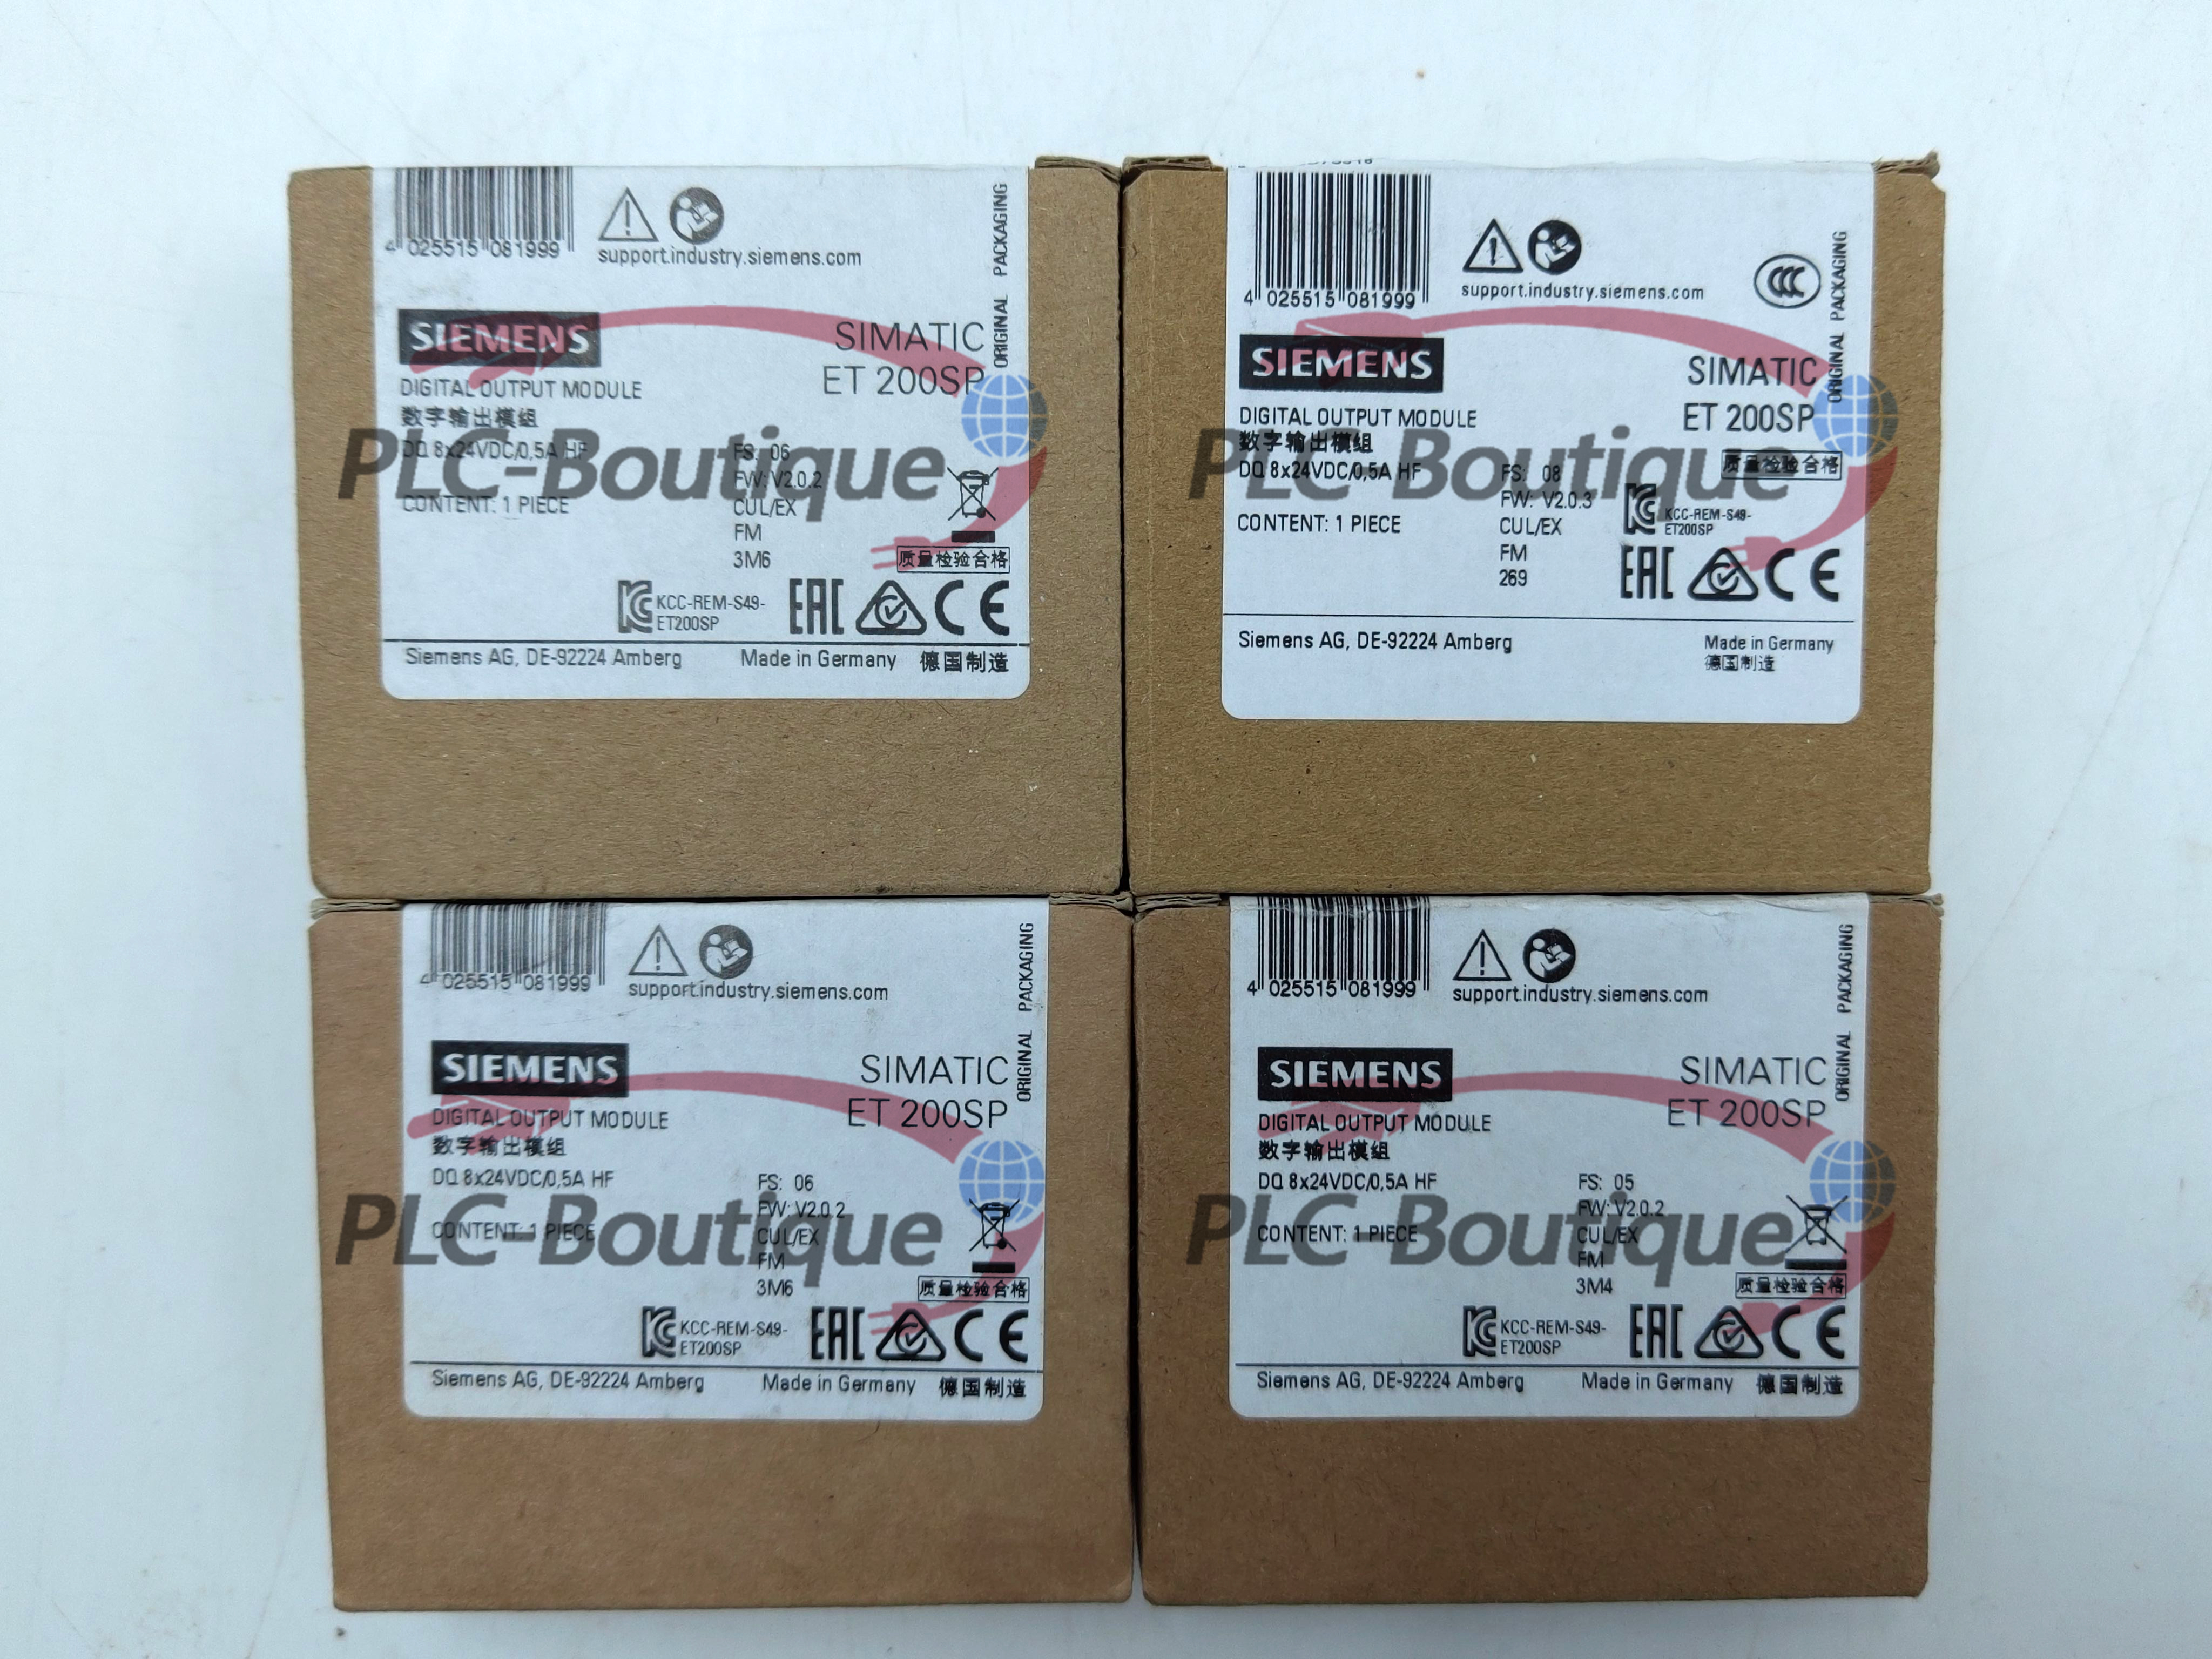 4 025515 081999
support.industry.siemens.com
ORIGINAL PACKAGING
SIEMENS
SIMATIC
ET 200SP
DIGITAL OUTPUT MODULE
数字输出模组
DQ 8x24VDC/0,5A HF
FS: 06
FW: V2.0.2
CONTENT: 1 PIECE
CUL/EX
FM
3M6
质量检验合格
KCC-REM-S49-
ET200SP
EAC
CE
Siemens AG, DE-92224 Amberg
Made in Germany 德国制造
PLC-Boutique
4 025515 081999
support.industry.siemens.com
CCC
ORIGINAL PACKAGING
SIEMENS
SIMATIC
ET 200SP
DIGITAL OUTPUT MODULE
数字输出模组
质量检验合格
DQ 8x24VDC/0,5A HF
FS: 08
FW: V2.0.3
CONTENT: 1 PIECE
CUL/EX
FM
269
KCC-REM-S49-
ET200SP
EAC
CE
Siemens AG, DE-92224 Amberg
Made in Germany
德国制造
PLC-Boutique
4 025515 081999
support.industry.siemens.com
ORIGINAL PACKAGING
SIEMENS
SIMATIC
ET 200SP
DIGITAL OUTPUT MODULE
数字输出模组
DQ 8x24VDC/0,5A HF
FS: 06
FW: V2.0.2
CONTENT: 1 PIECE
CUL/EX
FM
3M6
质量检验合格
KCC-REM-S49-
ET200SP
EAC
CE
Siemens AG, DE-92224 Amberg
Made in Germany 德国制造
PLC-Boutique
4 025515 081999
support.industry.siemens.com
ORIGINAL PACKAGING
SIEMENS
SIMATIC
ET 200SP
DIGITAL OUTPUT MODULE
数字输出模组
DQ 8x24VDC/0,5A HF
FS: 05
FW: V2.0.2
CONTENT: 1 PIECE
CUL/EX
FM
3M4
质量检验合格
KCC-REM-S49-
ET200SP
EAC
CE
Siemens AG, DE-92224 Amberg
Made in Germany 德国制造
PLC-Boutique